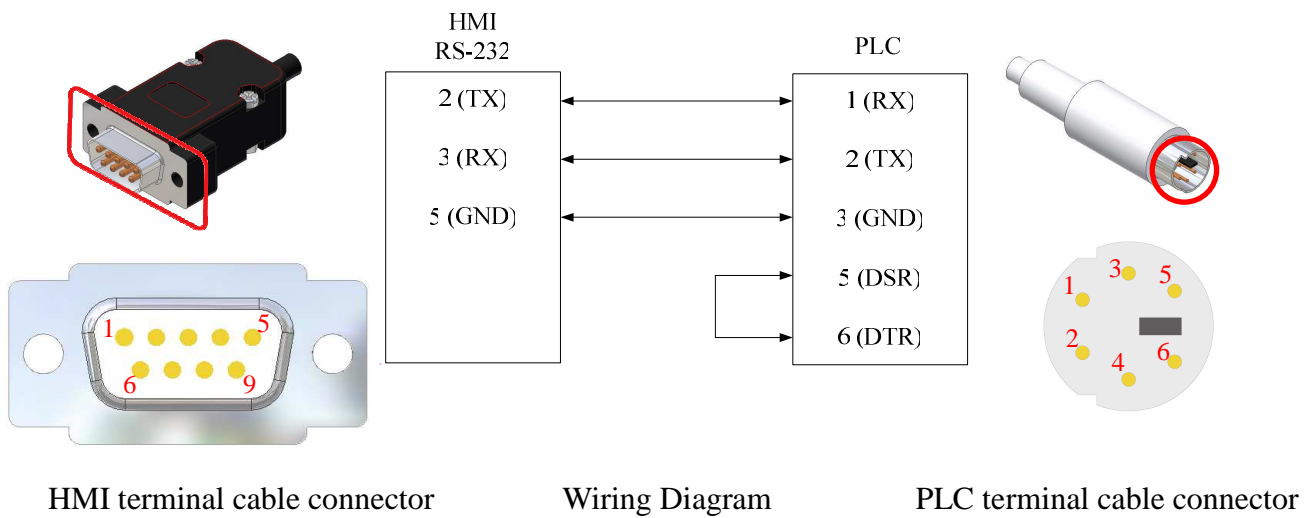 HMI
RS-232
PLC
2 (TX)
1 (RX)
3 (RX)
2 (TX)
5 (GND)
3 (GND)
5 (DSR)
6 (DTR)
1
5
6
9
3
5
1
2
4
6
HMI terminal cable connector
Wiring Diagram
PLC terminal cable connector